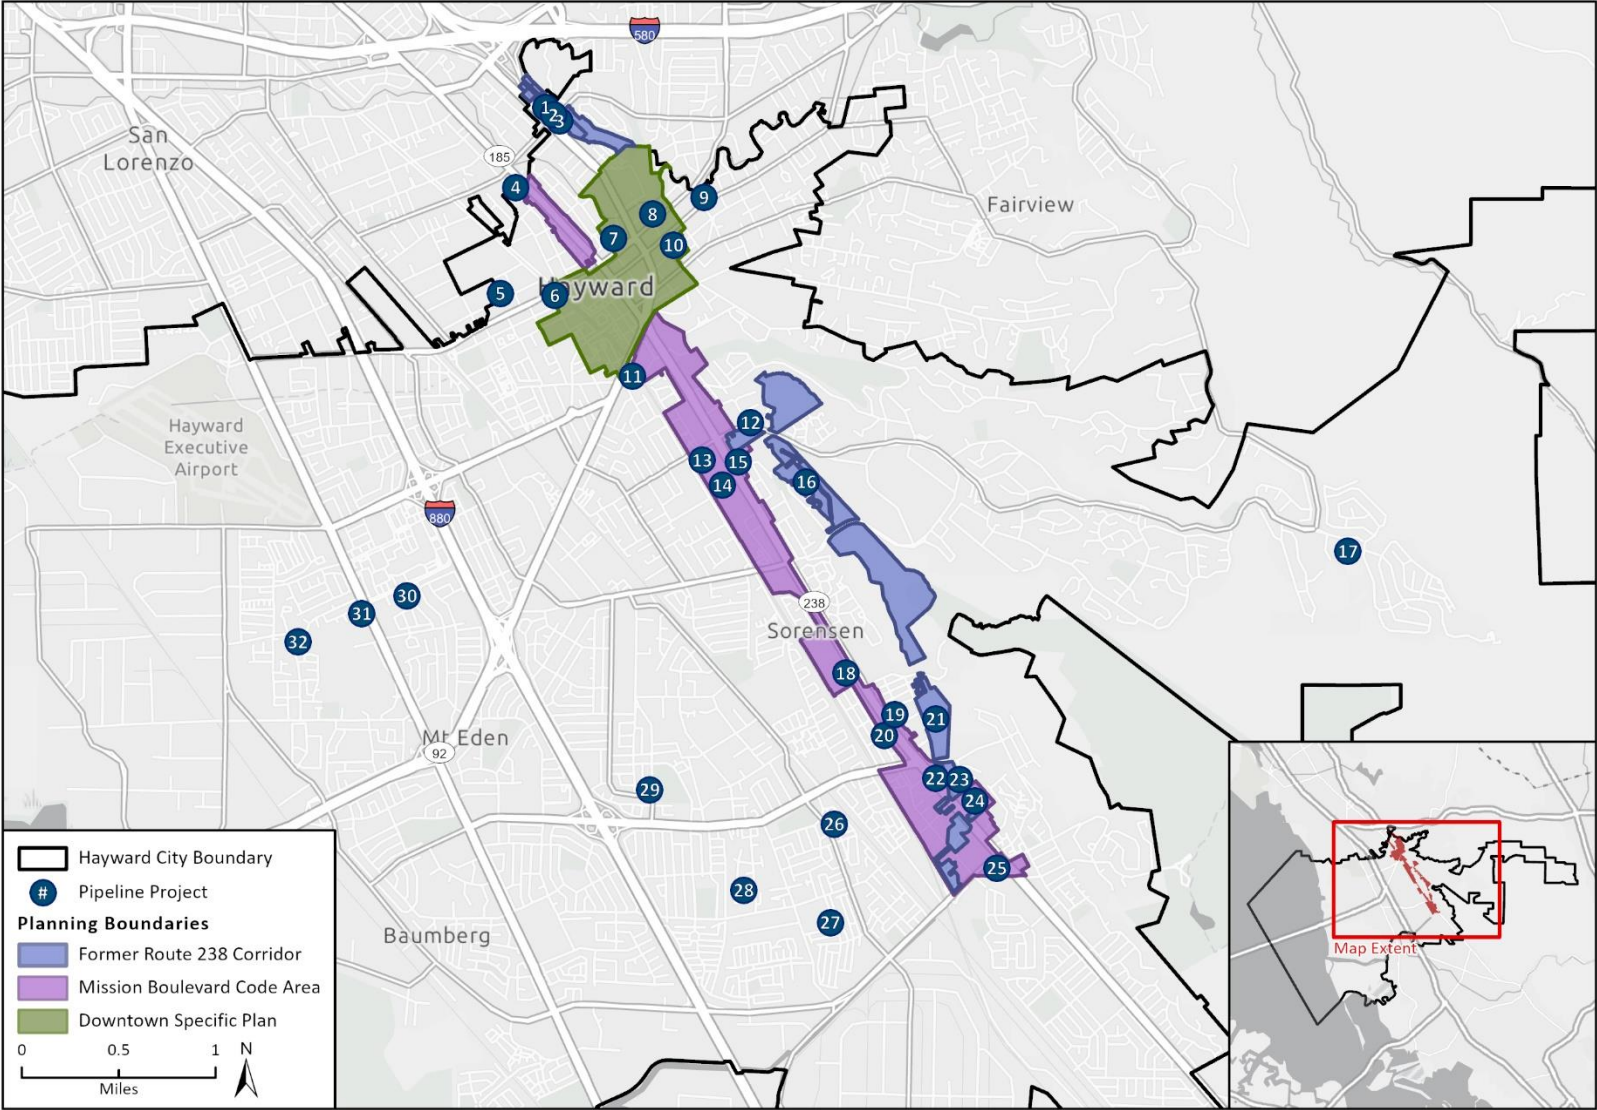 580
1
2
3
San
Lorenzo
185
4
9
Fairview
8
7
10
Hayward
5
6
11
Hayward
Executive
Airport
12
13
15
14
16
880
17
30
31
32
238
Sorensen
18
19
20
21
Mt Eden
92
22
23
24
29
26
25
28
27
Baumberg
Hayward City Boundary
# Pipeline Project
Planning Boundaries
Former Route 238 Corridor
Mission Boulevard Code Area
Downtown Specific Plan
0 0.5 1
Miles
N
Map Extent